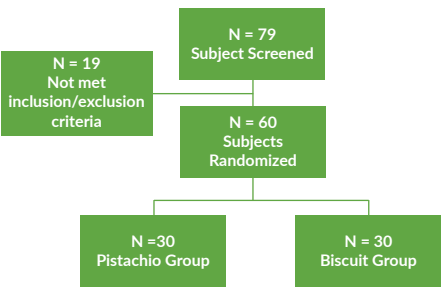 N = 79
Subject Screened
N = 19
Not met
inclusion/exclusion
criteria
N = 60
Subjects
Randomized
N =30
Pistachio Group
N = 30
Biscuit Group